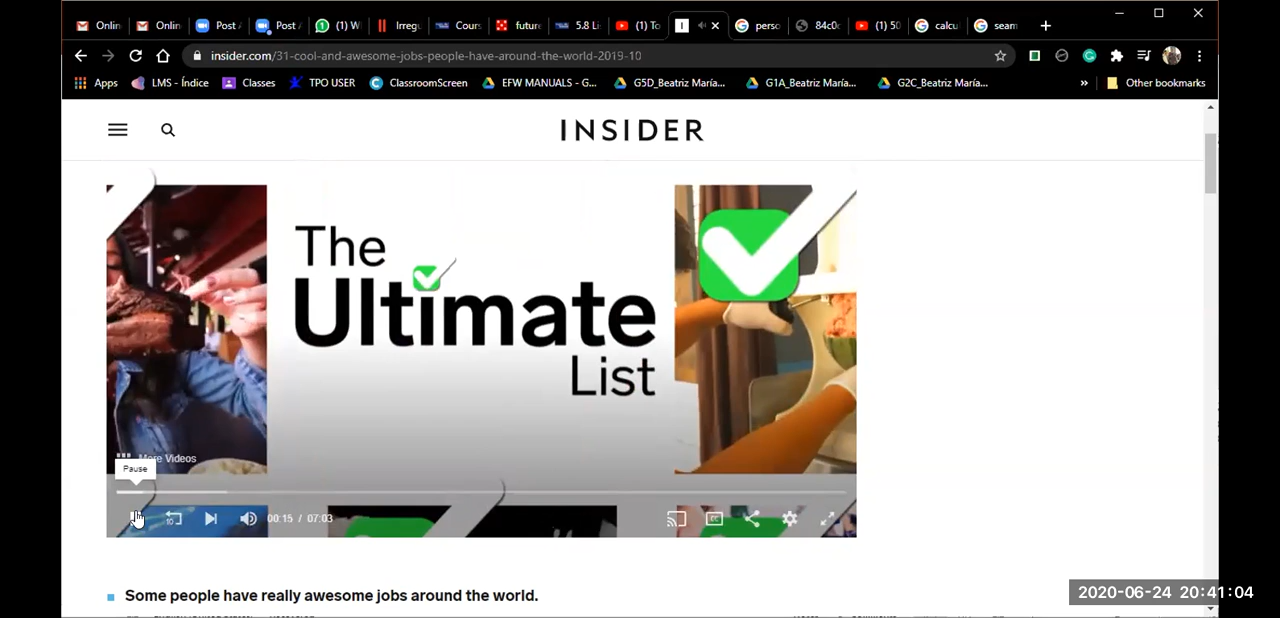 Onlin
Onlin
Post
Post
(1) W
Irreg
Cours
future
5.8 Li
(1) To
I
perso
84c0
(1) 50
calcu
seam
insider.com/31-cool-and-awesome-jobs-people-have-around-the-world-2019-10
Apps
LMS - Índice
Classes
TPO USER
ClassroomScreen
EFW MANUALS - G...
G5D_Beatriz María...
G1A_Beatriz María...
G2C_Beatriz María...
»
Other bookmarks
INSIDER
The
Ultimate
List
More Videos
Pause
10
00:15 / 07:03
CC
Some people have really awesome jobs around the world.
2020-06-24 20:41:04